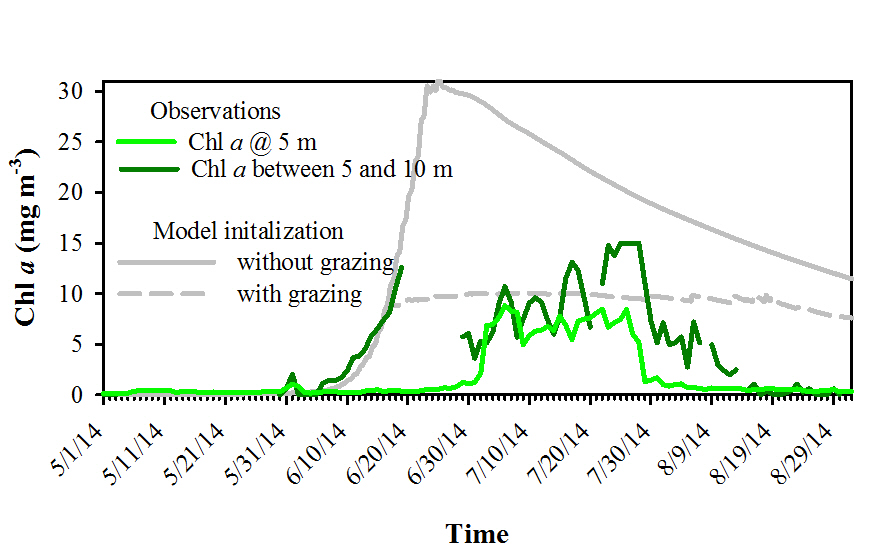 30
25
20
15
10
5
0
Chl a (mg m-3)
Observations
Chl a @ 5 m
Chl a between 5 and 10 m
Model initalization
without grazing
with grazing
5/1/14
5/11/14
5/21/14
5/31/14
6/10/14
6/20/14
6/30/14
7/10/14
7/20/14
7/30/14
8/9/14
8/19/14
8/29/14
Time